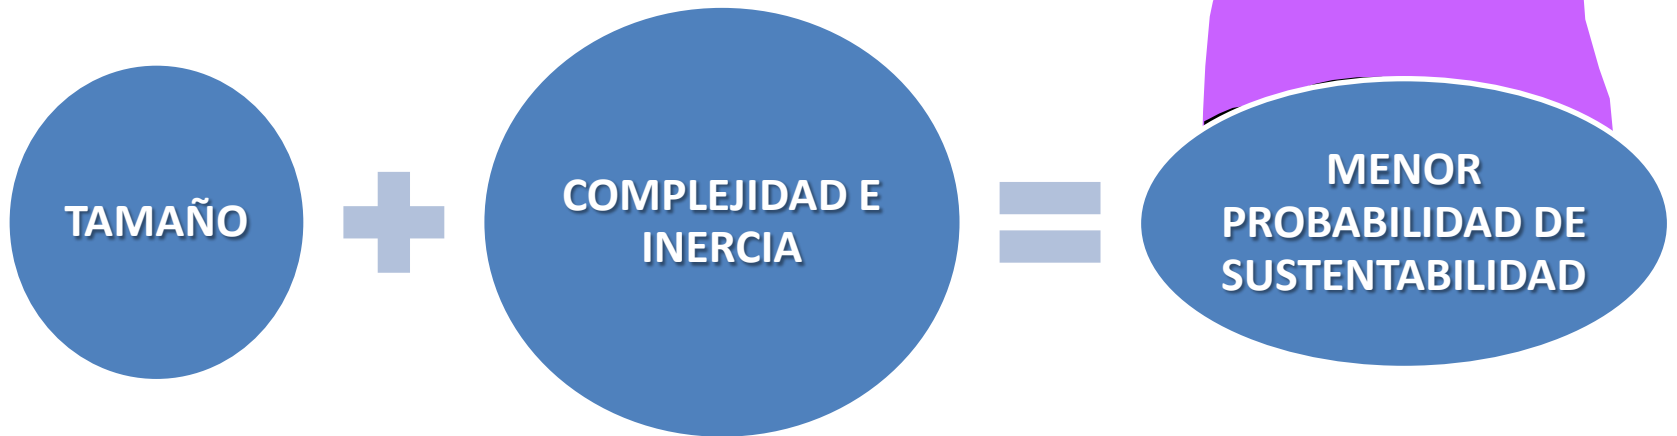 TAMAÑO
COMPLEJIDAD E
INERCIA
MENOR
PROBABILIDAD DE
SUSTENTABILIDAD